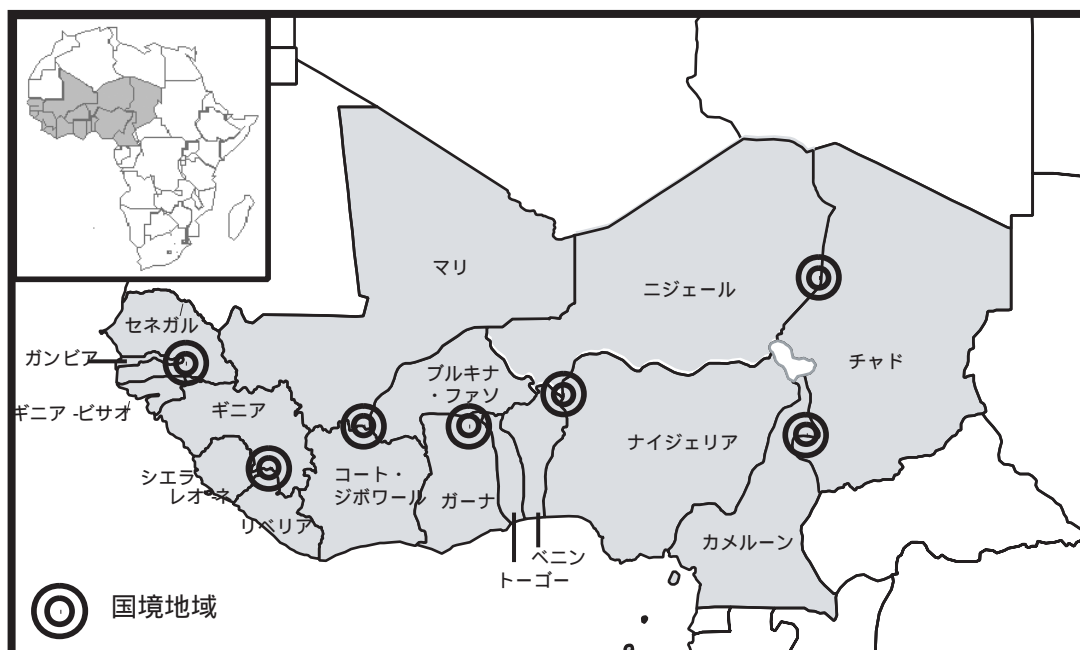 マリ
ニジェール
セネガル
ガンビア
チャド
ブルキナ
・ファソ
ギニア
ギニア -ビサオ
ナイジェリア
シエラ
レオーネ
コート・
ジボワール
ガーナ
リベリア
カメルーン
ベニン
トーゴー
国境地域